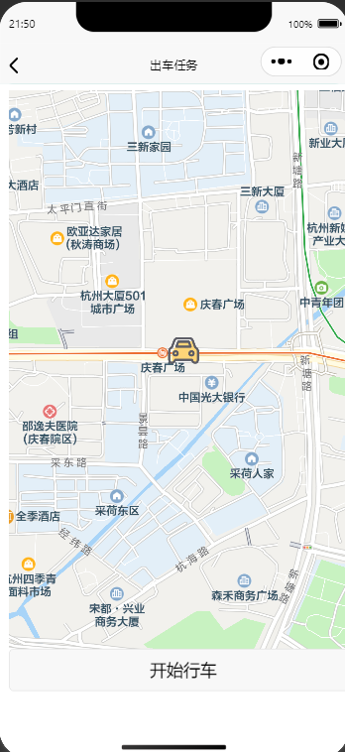 21:50
100%
出车任务
三新家园
新业大
大酒店
太平门直街
三新大厦
新塘路
欧亚达家居
(秋涛商场)
杭州新
产业大
杭州大厦501
城市广场
庆春广场
中青年团
组
庆春广场
新塘路
中国光大银行
邵逸夫医院
(庆春院区)
采东路
采荷人家
采荷东区
全季酒店
经纬路
杭海路
杭州四季青
面料市场
宋都·兴业
商务大厦
森禾商务广场
新塘路
开始行车